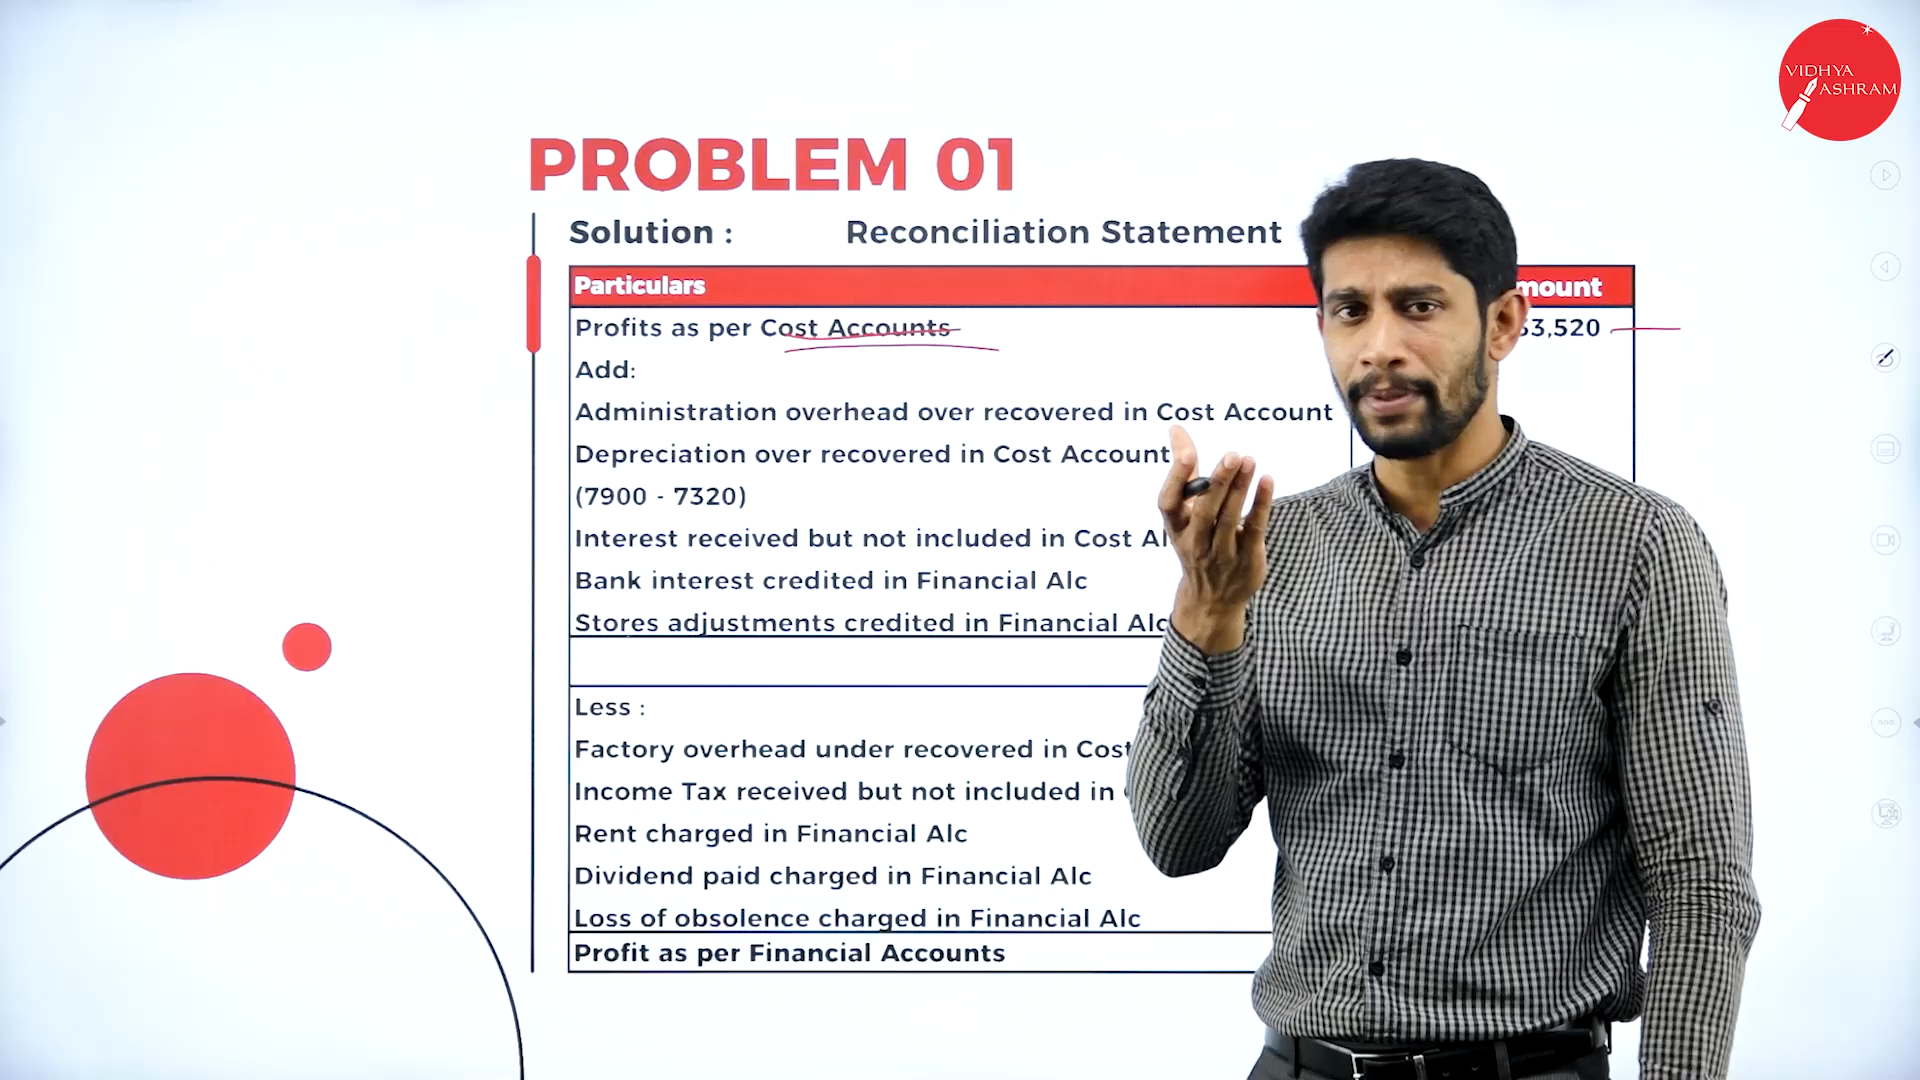 VIDHYA
ASHRAM
PROBLEM 01
Solution : Reconciliation Statement
Particulars mount
Profits as per Cost Accounts 3,520
Add:
Administration overhead over recovered in Cost Account
Depreciation over recovered in Cost Account
(7900 - 7320)
Interest received but not included in Cost Al
Bank interest credited in Financial Alc
Stores adjustments credited in Financial Alc
Less :
Factory overhead under recovered in Cost
Income Tax received but not included in
Rent charged in Financial Alc
Dividend paid charged in Financial Alc
Loss of obsolence charged in Financial Alc
Profit as per Financial Accounts